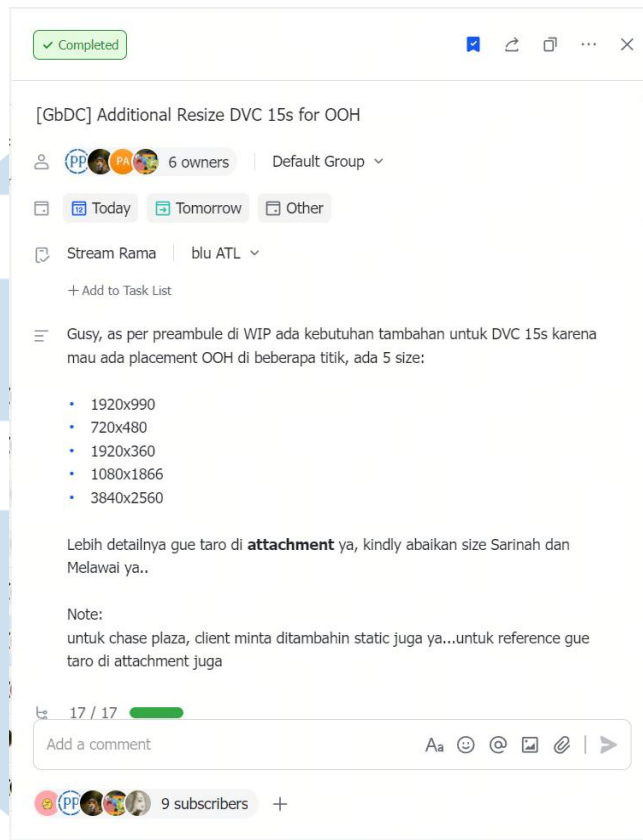 Completed
[GbDC] Additional Resize DVC 15s for OOH
PP PA 6 owners Default Group
12 Today Tomorrow Other
Stream Rama blu ATL
+ Add to Task List
Gusy, as per preambule di WIP ada kebutuhan tambahan untuk DVC 15s karena
mau ada placement OOH di beberapa titik, ada 5 size:
• 1920x990
• 720x480
• 1920x360
• 1080x1866
• 3840x2560
Lebih detailnya gue taro di attachment ya, kindly abaikan size Sarinah dan
Melawai ya..
Note:
untuk chase plaza, client minta ditambahin static juga ya...untuk reference gue
taro di attachment juga
17 / 17
Add a comment Aa
PP 9 subscribers +